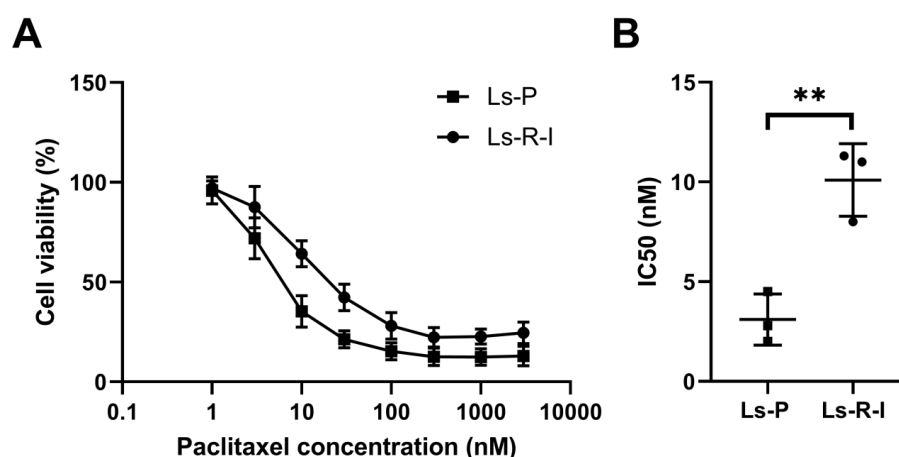 A
150
100
50
0
Cell viability (%)
Ls-P
Ls-R-I
0.1 1 10 100 1000 10000
Paclitaxel concentration (nM)
B
15
10
5
0
IC50 (nM)
**
Ls-P Ls-R-I